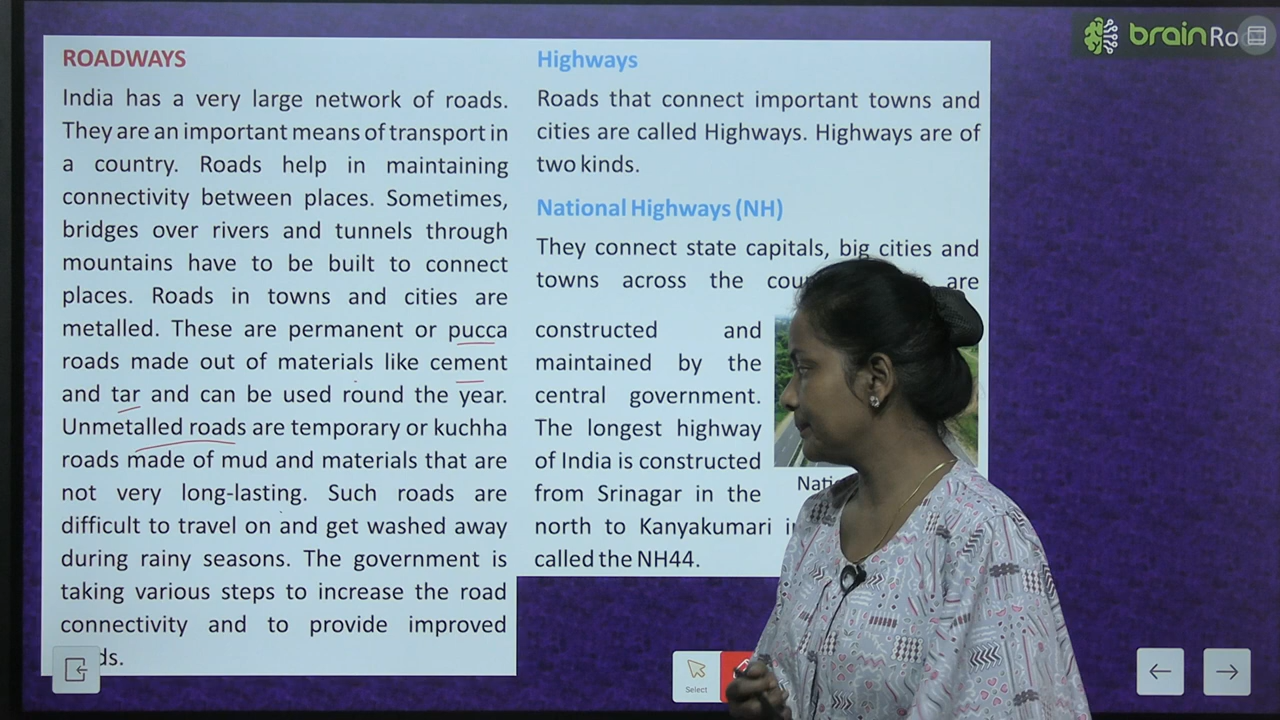 ROADWAYS
India has a very large network of roads.
They are an important means of transport in
a country. Roads help in maintaining
connectivity between places. Sometimes,
bridges over rivers and tunnels through
mountains have to be built to connect
places. Roads in towns and cities are
metalled. These are permanent or pucca
roads made out of materials like cement
and tar and can be used round the year.
Unmetalled roads are temporary or kuchha
roads made of mud and materials that are
not very long-lasting. Such roads are
difficult to travel on and get washed away
during rainy seasons. The government is
taking various steps to increase the road
connectivity and to provide improved
Highways
Roads that connect important towns and
cities are called Highways. Highways are of
two kinds.
National Highways (NH)
They connect state capitals, big cities and
towns across the are
constructed and
maintained by the
central government.
The longest highway
of India is constructed
from Srinagar in the
north to Kanyakumari
called the NH44.
brain
Select